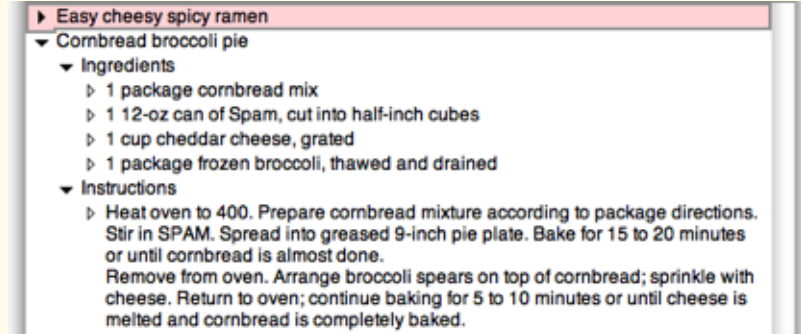 Easy cheesy spicy ramen
Cornbread broccoli pie
Ingredients
1 package cornbread mix
1 12-oz can of Spam, cut into half-inch cubes
1 cup cheddar cheese, grated
1 package frozen broccoli, thawed and drained
Instructions
Heat oven to 400. Prepare cornbread mixture according to package directions.
Stir in SPAM. Spread into greased 9-inch pie plate. Bake for 15 to 20 minutes
or until cornbread is almost done.
Remove from oven. Arrange broccoli spears on top of cornbread; sprinkle with
cheese. Return to oven; continue baking for 5 to 10 minutes or until cheese is
melted and cornbread is completely baked.